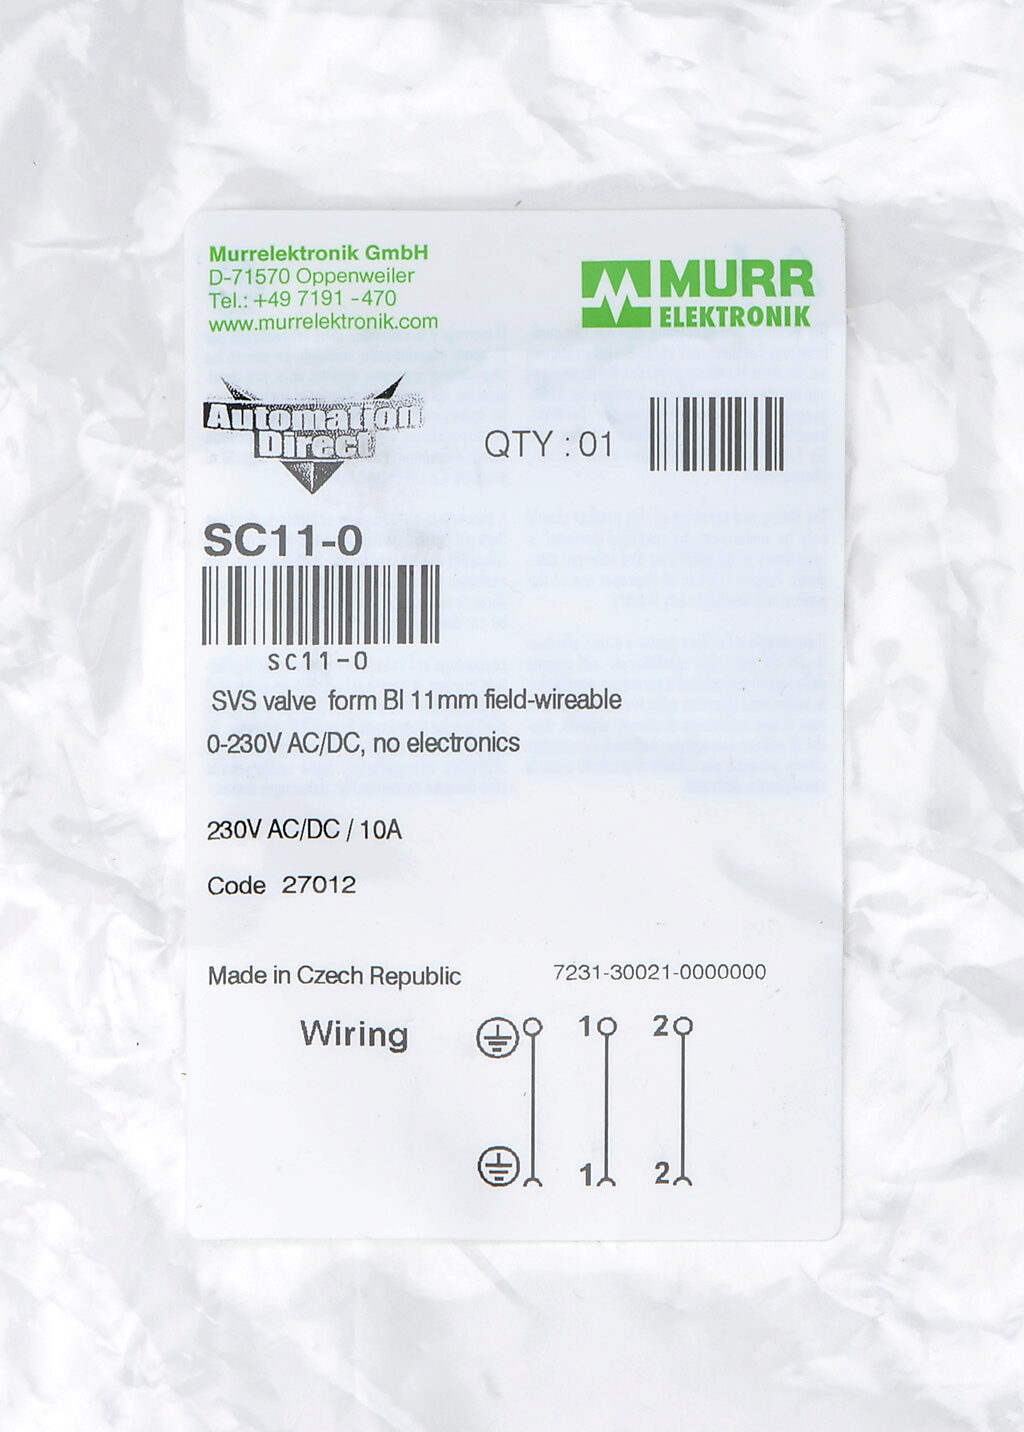 Murrelektronik GmbH
D-71570 Oppenweiler
Tel.: +49 7191 -470
www.murrelektronik.com
MURR
ELEKTRONIK
Automation
Direct
QTY : 01
SC11-0
SC11-0
SVS valve form BI 11mm field-wireable
0-230V AC/DC, no electronics
230V AC/DC / 10A
Code 27012
Made in Czech Republic
7231-30021-0000000
Wiring
1 2
1 2